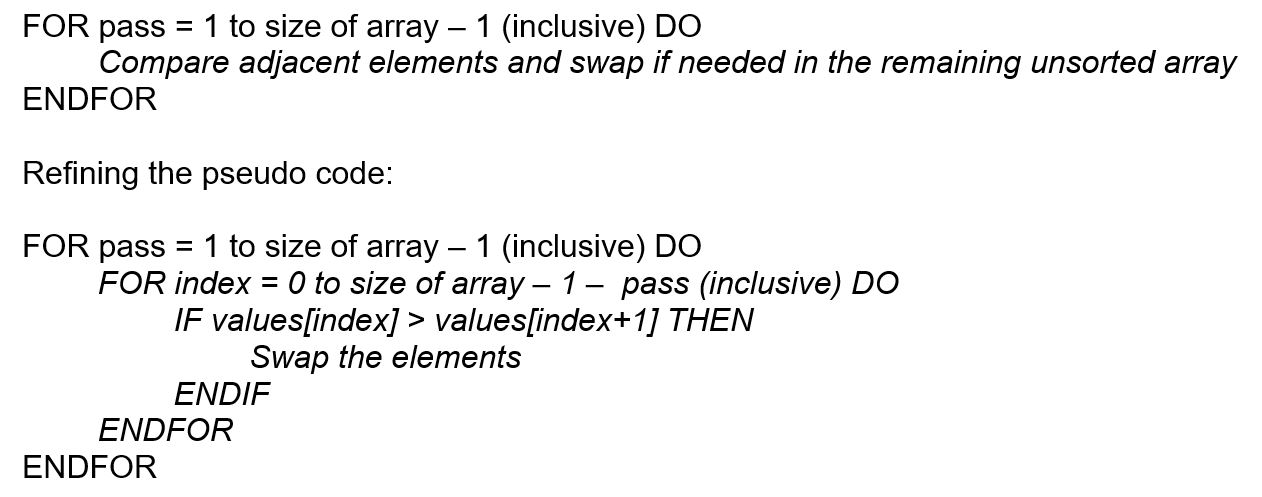 FOR pass = 1 to size of array – 1 (inclusive) DO
Compare adjacent elements and swap if needed in the remaining unsorted array
ENDFOR
Refining the pseudo code:
FOR pass = 1 to size of array – 1 (inclusive) DO
FOR index = 0 to size of array – 1 – pass (inclusive) DO
IF values[index] > values[index+1] THEN
Swap the elements
ENDIF
ENDFOR
ENDFOR